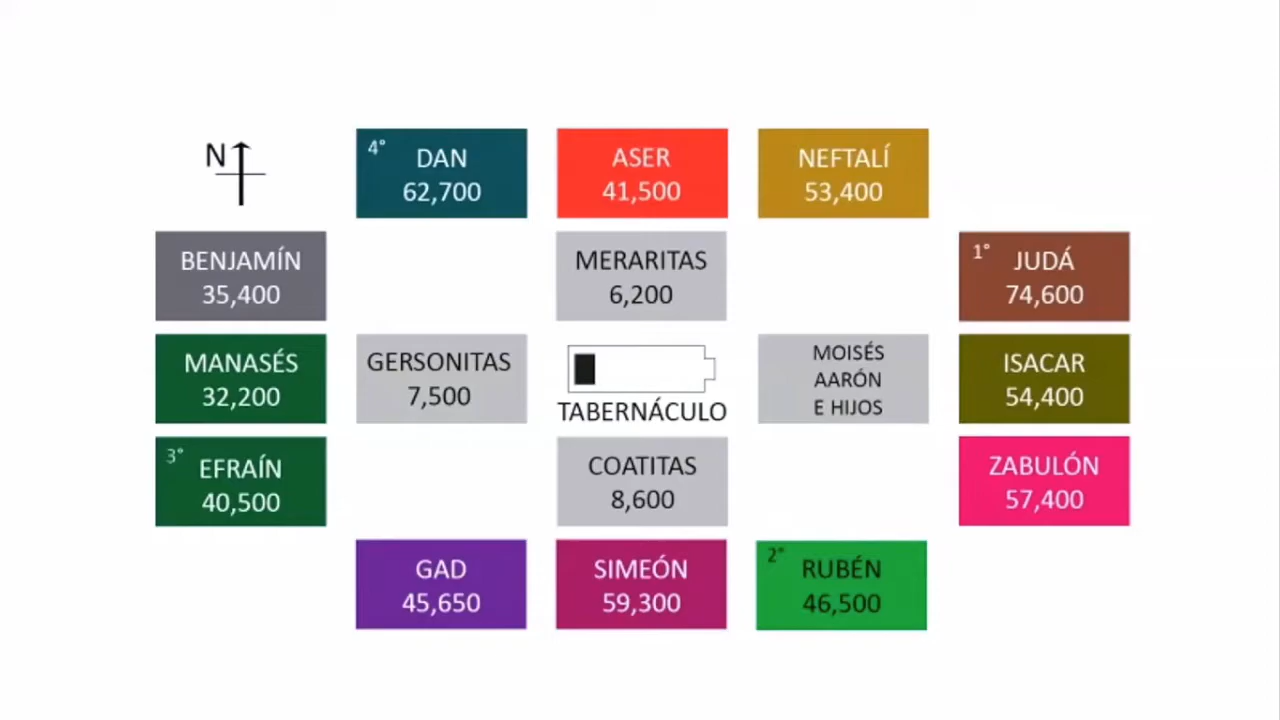 N
4°
DAN
62,700
ASER
41,500
NEFTALÍ
53,400
BENJAMÍN
35,400
MERARITAS
6,200
1°
JUDÁ
74,600
MANASÉS
32,200
GERSONITAS
7,500
TABERNÁCULO
MOISÉS
AARÓN
E HIJOS
ISACAR
54,400
3°
EFRAÍN
40,500
COATITAS
8,600
ZABULÓN
57,400
GAD
45,650
SIMEÓN
59,300
2°
RUBÉN
46,500